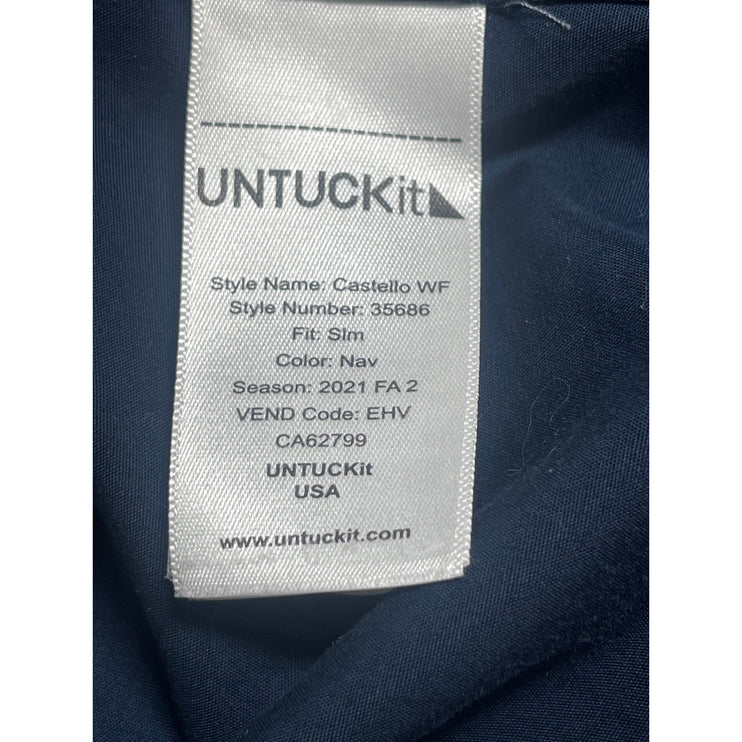 UNTUCKit
Style Name: Castello WF
Style Number: 35686
Fit: Slm
Color: Nav
Season: 2021 FA 2
VEND Code: EHV
CA62799
UNTUCKit
USA
www.untuckit.com